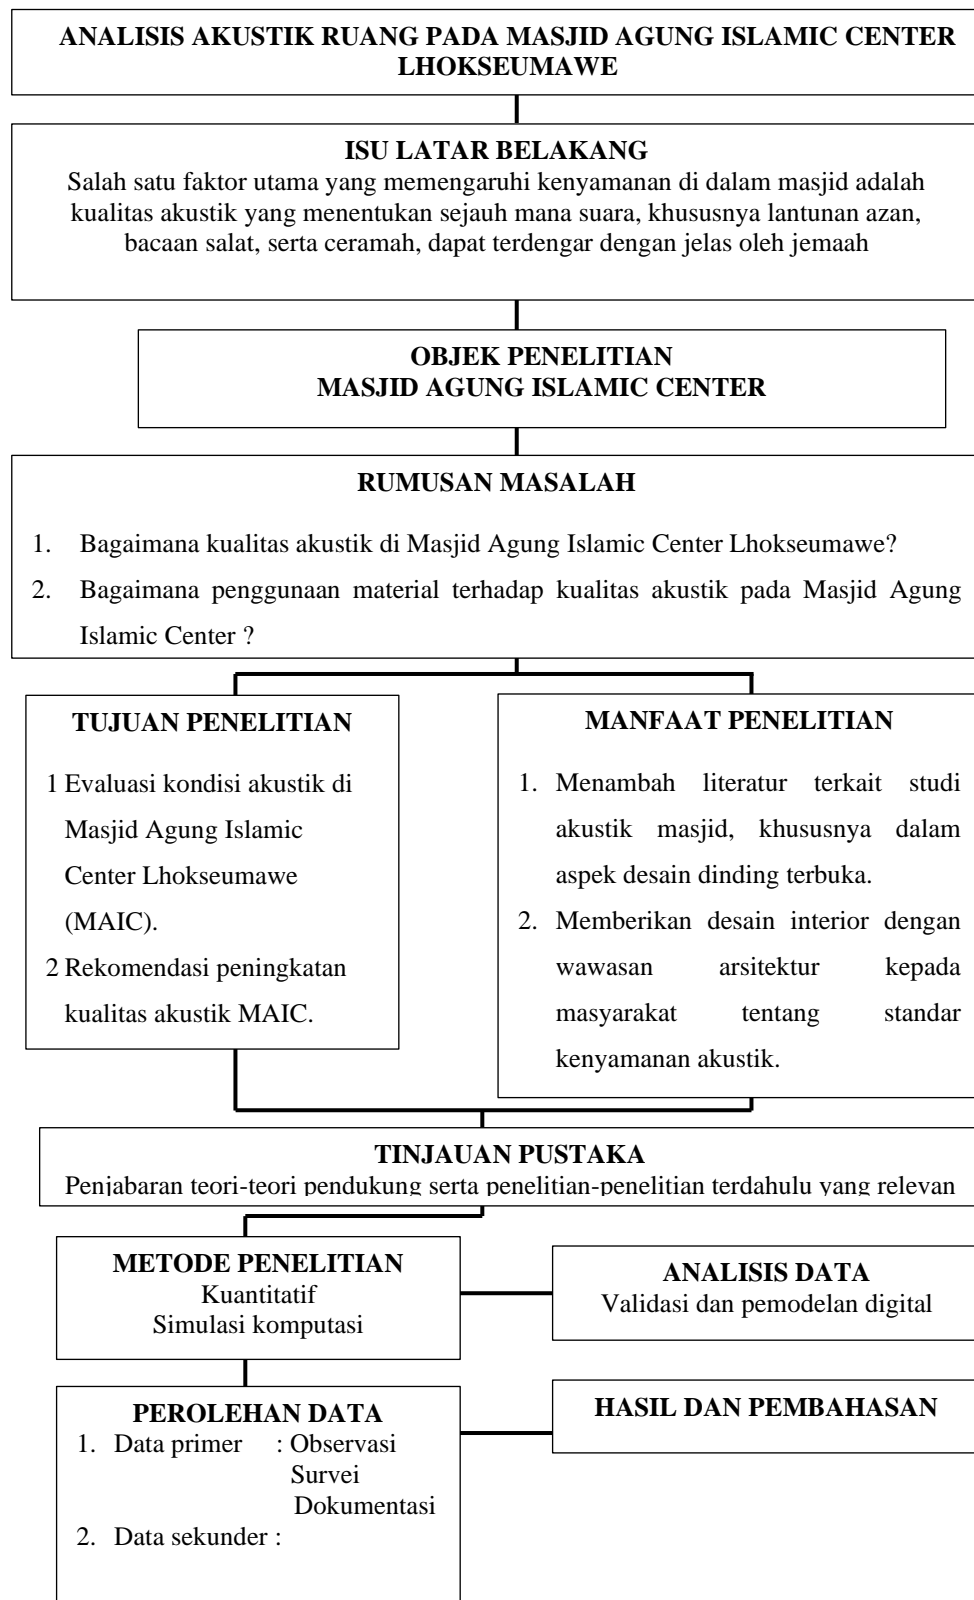 ANALISIS AKUSTIK RUANG PADA MASJID AGUNG ISLAMIC CENTER
LHOKSEUMAWE
ISU LATAR BELAKANG
Salah satu faktor utama yang memengaruhi kenyamanan di dalam masjid adalah
kualitas akustik yang menentukan sejauh mana suara, khususnya lantunan azan,
bacaan salat, serta ceramah, dapat terdengar dengan jelas oleh jemaah
OBJEK PENELITIAN
MASJID AGUNG ISLAMIC CENTER
RUMUSAN MASALAH
1. Bagaimana kualitas akustik di Masjid Agung Islamic Center Lhokseumawe?
2. Bagaimana penggunaan material terhadap kualitas akustik pada Masjid Agung
Islamic Center ?
TUJUAN PENELITIAN
1 Evaluasi kondisi akustik di
Masjid Agung Islamic
Center Lhokseumawe
(MAIC).
2 Rekomendasi peningkatan
kualitas akustik MAIC.
MANFAAT PENELITIAN
1. Menambah literatur terkait studi
akustik masjid, khususnya dalam
aspek desain dinding terbuka.
2. Memberikan desain interior dengan
wawasan arsitektur kepada
masyarakat tentang standar
kenyamanan akustik.
TINJAUAN PUSTAKA
Penjabaran teori-teori pendukung serta penelitian-penelitian terdahulu yang relevan
METODE PENELITIAN
Kuantitatif
Simulasi komputasi
ANALISIS DATA
Validasi dan pemodelan digital
PEROLEHAN DATA
1. Data primer : Observasi
Survei
Dokumentasi
2. Data sekunder :
HASIL DAN PEMBAHASAN